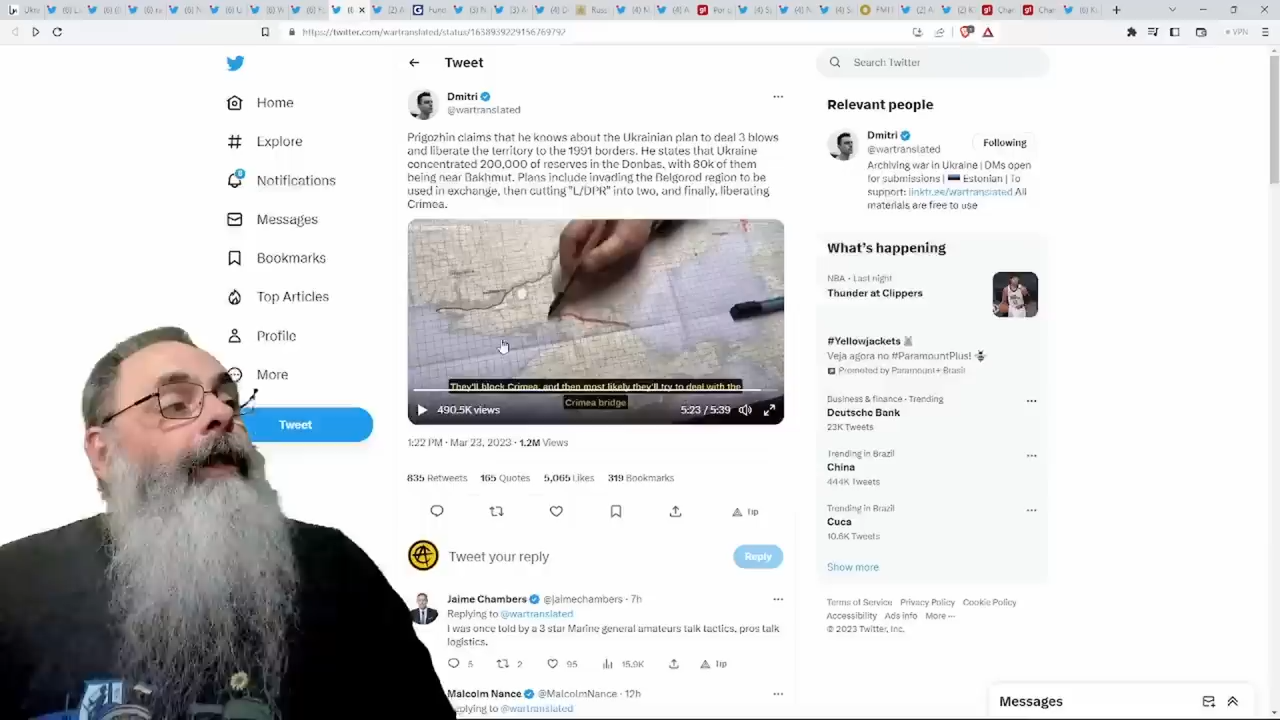 https://twitter.com/wartranslated/status/1638939229156769792
VPN
Home
Explore
Notifications
Messages
Bookmarks
Top Articles
Profile
More
Tweet
Tweet
Dmitri
@wartranslated
Prigozhin claims that he knows about the Ukrainian plan to deal 3 blows
and liberate the territory to the 1991 borders. He states that Ukraine
concentrated 200,000 of reserves in the Donbas, with 80k of them
being near Bakhmut. Plans include invading the Belgorod region to be
used in exchange, then cutting "L/DPR" into two, and finally, liberating
Crimea.
They'll block Crimea, and then most likely they'll try to deal with the
Crimea bridge
490.5K views
5:23 / 5:39
1:22 PM · Mar 23, 2023 · 1.2M Views
835 Retweets 165 Quotes 5,065 Likes 319 Bookmarks
Tip
Tweet your reply
Reply
Jaime Chambers @jaimechambers · 7h
Replying to @wartranslated
I was once told by a 3 star Marine general amateurs talk tactics, pros talk
logistics.
5 2 95 15.9K Tip
Malcolm Nance @MalcolmNance · 12h
Replying to @wartranslated
Search Twitter
Relevant people
Dmitri
@wartranslated
Following
Archiving war in Ukraine | DMs open
for submissions | Estonian | To
support: linktr.ee/wartranslated All
materials are free to use
What's happening
NBA · Last night
Thunder at Clippers
#Yellowjackets
Veja agora no #ParamountPlus!
Promoted by Paramount+ Brasil
Business & finance · Trending
Deutsche Bank
23K Tweets
Trending in Brazil
China
444K Tweets
Trending in Brazil
Cuca
10.6K Tweets
Show more
Terms of Service Privacy Policy Cookie Policy
Accessibility Ads info More ···
© 2023 Twitter, Inc.
Messages